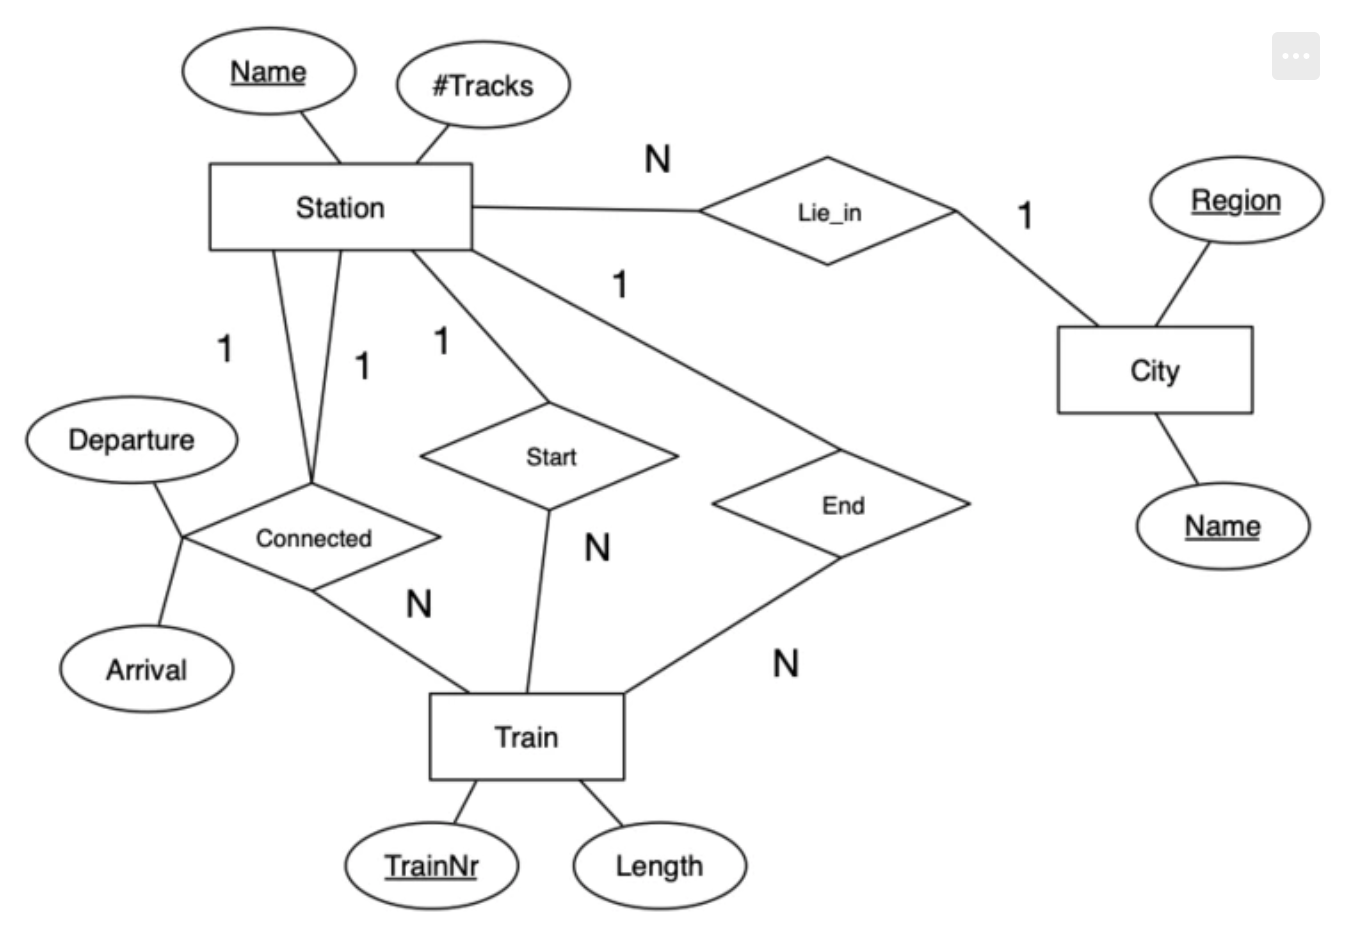 Name
#Tracks
N
Station
Lie_in
1
Region
1
1
1
1
City
Departure
Start
End
Name
Connected
N
N
Arrival
N
Train
TrainNr
Length